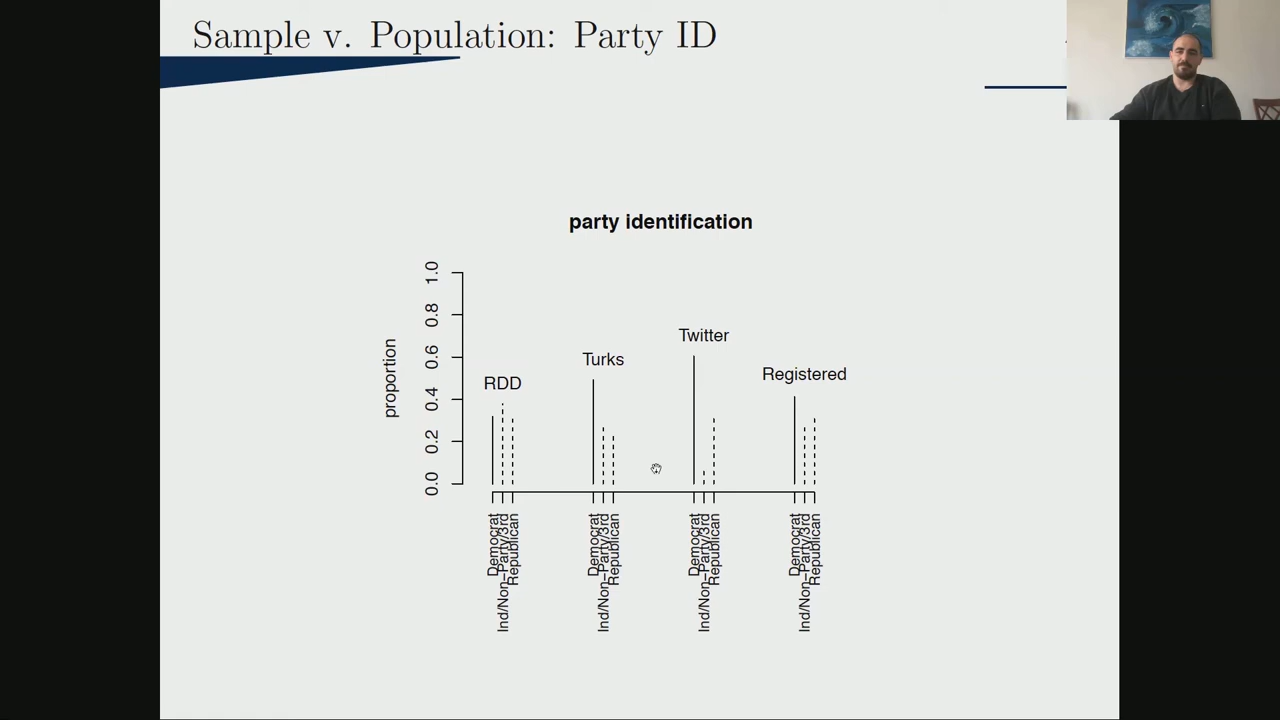 Sample v. Population: Party ID
party identification
proportion
1.0
0.8
0.6
0.4
0.2
0.0
RDD
Turks
Twitter
Registered
Democrat
Ind/Non-Party/3rd
Republican
Democrat
Ind/Non-Party/3rd
Republican
Democrat
Ind/Non-Party/3rd
Republican
Democrat
Ind/Non-Party/3rd
Republican